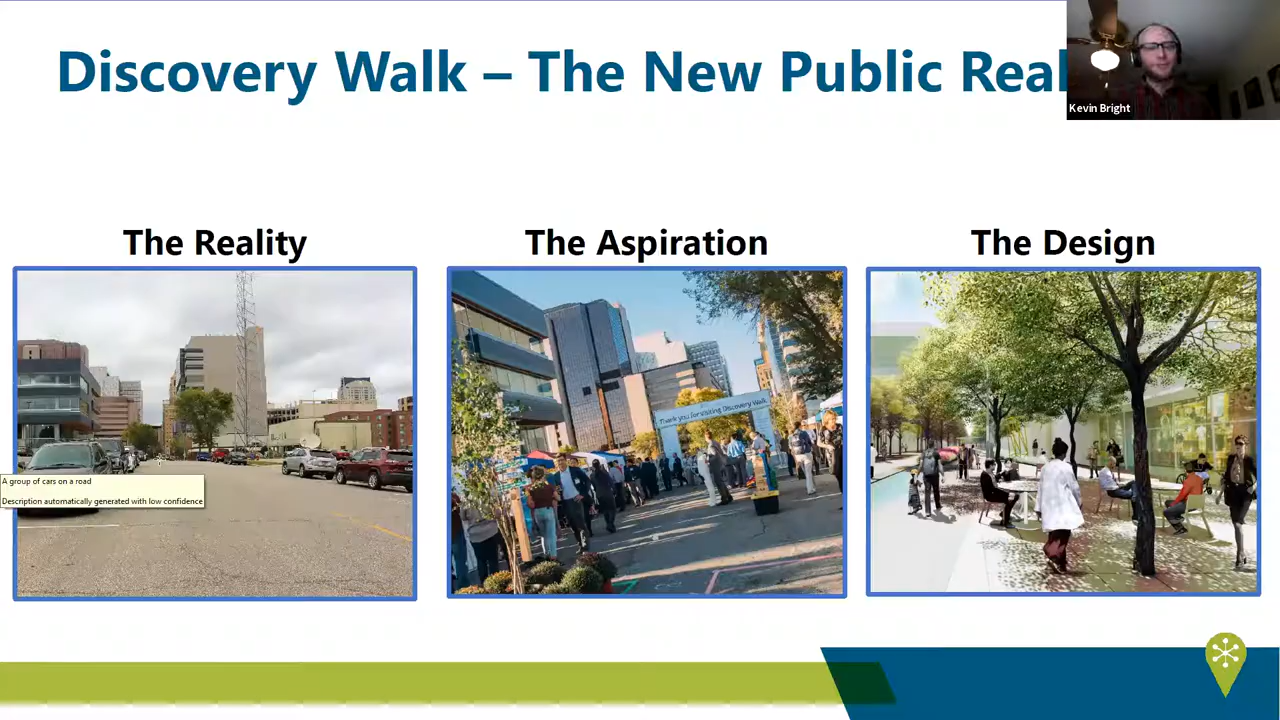 Discovery Walk – The New Public Real
Kevin Bright
The Reality
The Aspiration
The Design
Thank you for visiting Discovery Walk
A group of cars on a road
Description automatically generated with low confidence